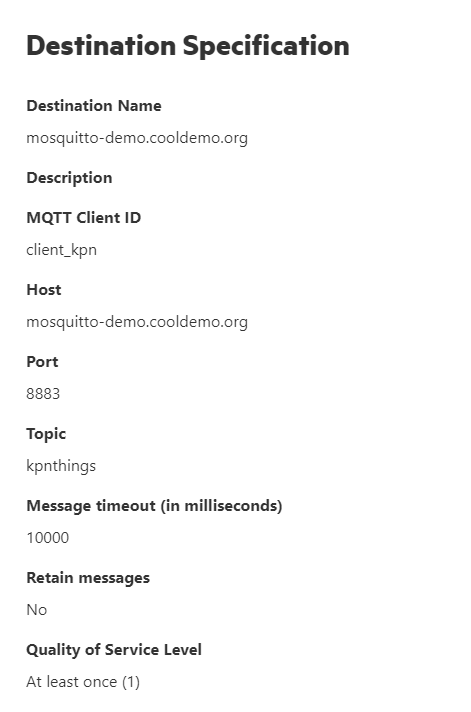 Destination Specification
Destination Name
mosquitto-demo.cooldemo.org
Description
MQTT Client ID
client_kpn
Host
mosquitto-demo.cooldemo.org
Port
8883
Topic
kpnthings
Message timeout (in milliseconds)
10000
Retain messages
No
Quality of Service Level
At least once (1)